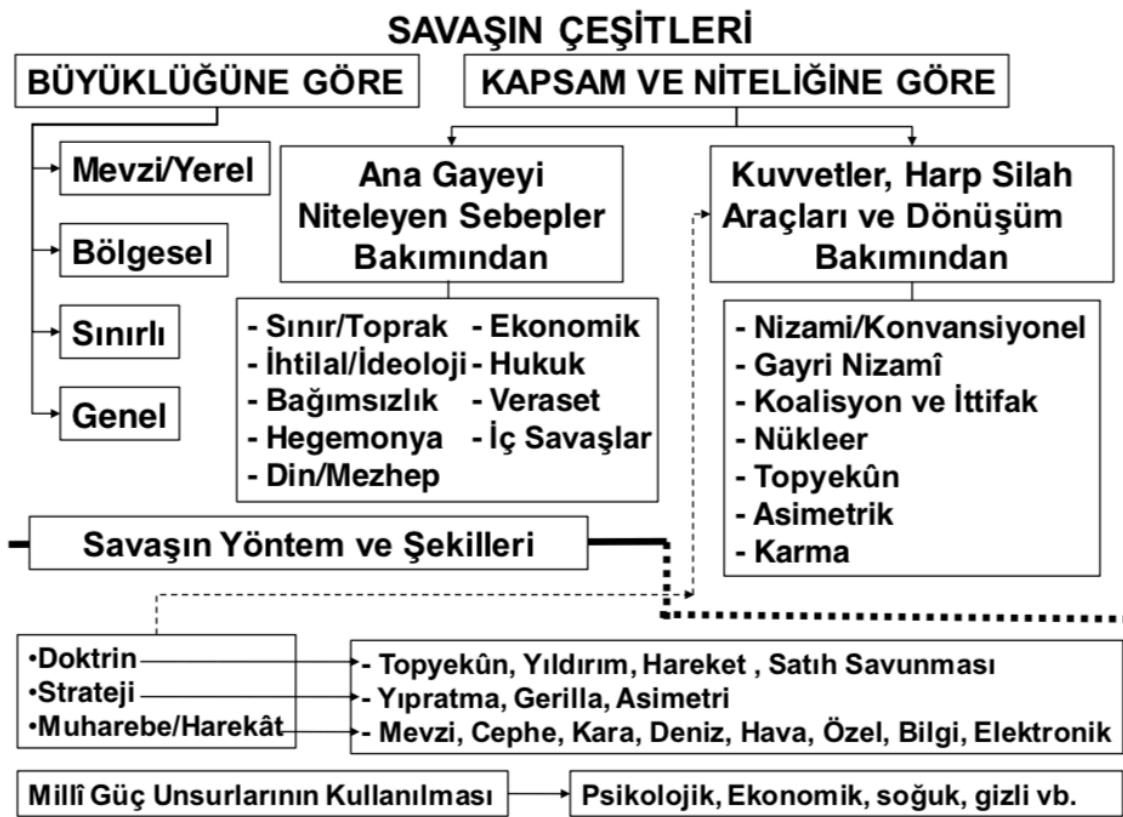 SAVAŞIN ÇEŞİTLERİ
BÜYÜKLÜĞÜNE GÖRE
Mevzi/Yerel
Bölgesel
Sınırlı
Genel
KAPSAM VE NİTELİĞİNE GÖRE
Ana Gayeyi
Niteleyen Sebepler
Bakımından
- Sınır/Toprak
- İhtilal/İdeoloji
- Bağımsızlık
- Hegemonya
- Din/Mezhep
- Ekonomik
- Hukuk
- Veraset
- İç Savaşlar
Kuvvetler, Harp Silah
Araçları ve Dönüşüm
Bakımından
- Nizami/Konvansiyonel
- Gayri Nizamî
- Koalisyon ve İttifak
- Nükleer
- Topyekûn
- Asimetrik
- Karma
Savaşın Yöntem ve Şekilleri
•Doktrin
•Strateji
•Muharebe/Harekât
- Topyekûn, Yıldırım, Hareket , Satıh Savunması
- Yıpratma, Gerilla, Asimetri
- Mevzi, Cephe, Kara, Deniz, Hava, Özel, Bilgi, Elektronik
Millî Güç Unsurlarının Kullanılması
Psikolojik, Ekonomik, soğuk, gizli vb.